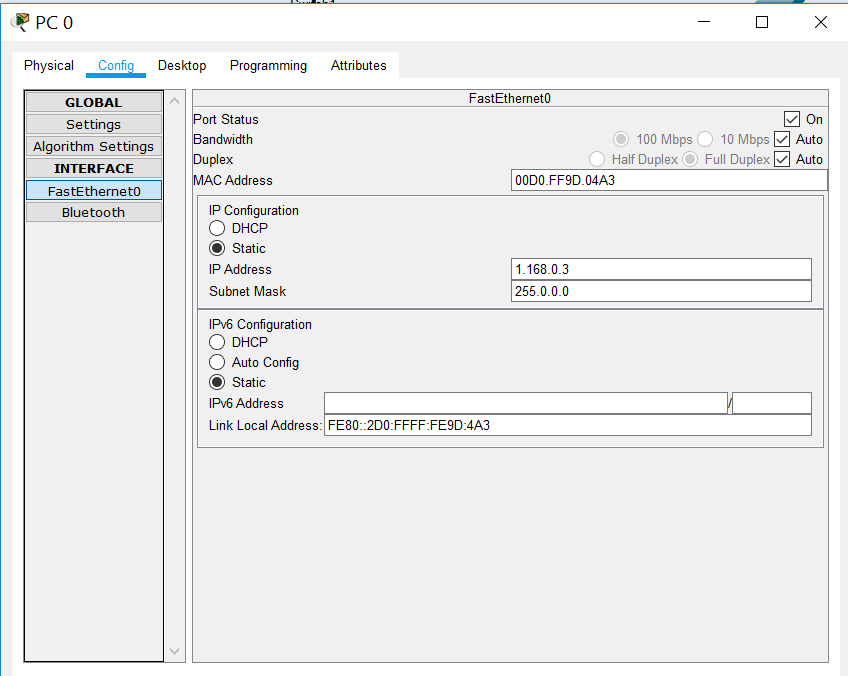 PC 0
Physical Config Desktop Programming Attributes
GLOBAL
Settings
Algorithm Settings
INTERFACE
FastEthernet0
Bluetooth
FastEthernet0
Port Status On
Bandwidth 100 Mbps 10 Mbps Auto
Duplex Half Duplex Full Duplex Auto
MAC Address 00D0.FF9D.04A3
IP Configuration
DHCP
Static
IP Address 1.168.0.3
Subnet Mask 255.0.0.0
IPv6 Configuration
DHCP
Auto Config
Static
IPv6 Address /
Link Local Address: FE80::2D0:FFFF:FE9D:4A3